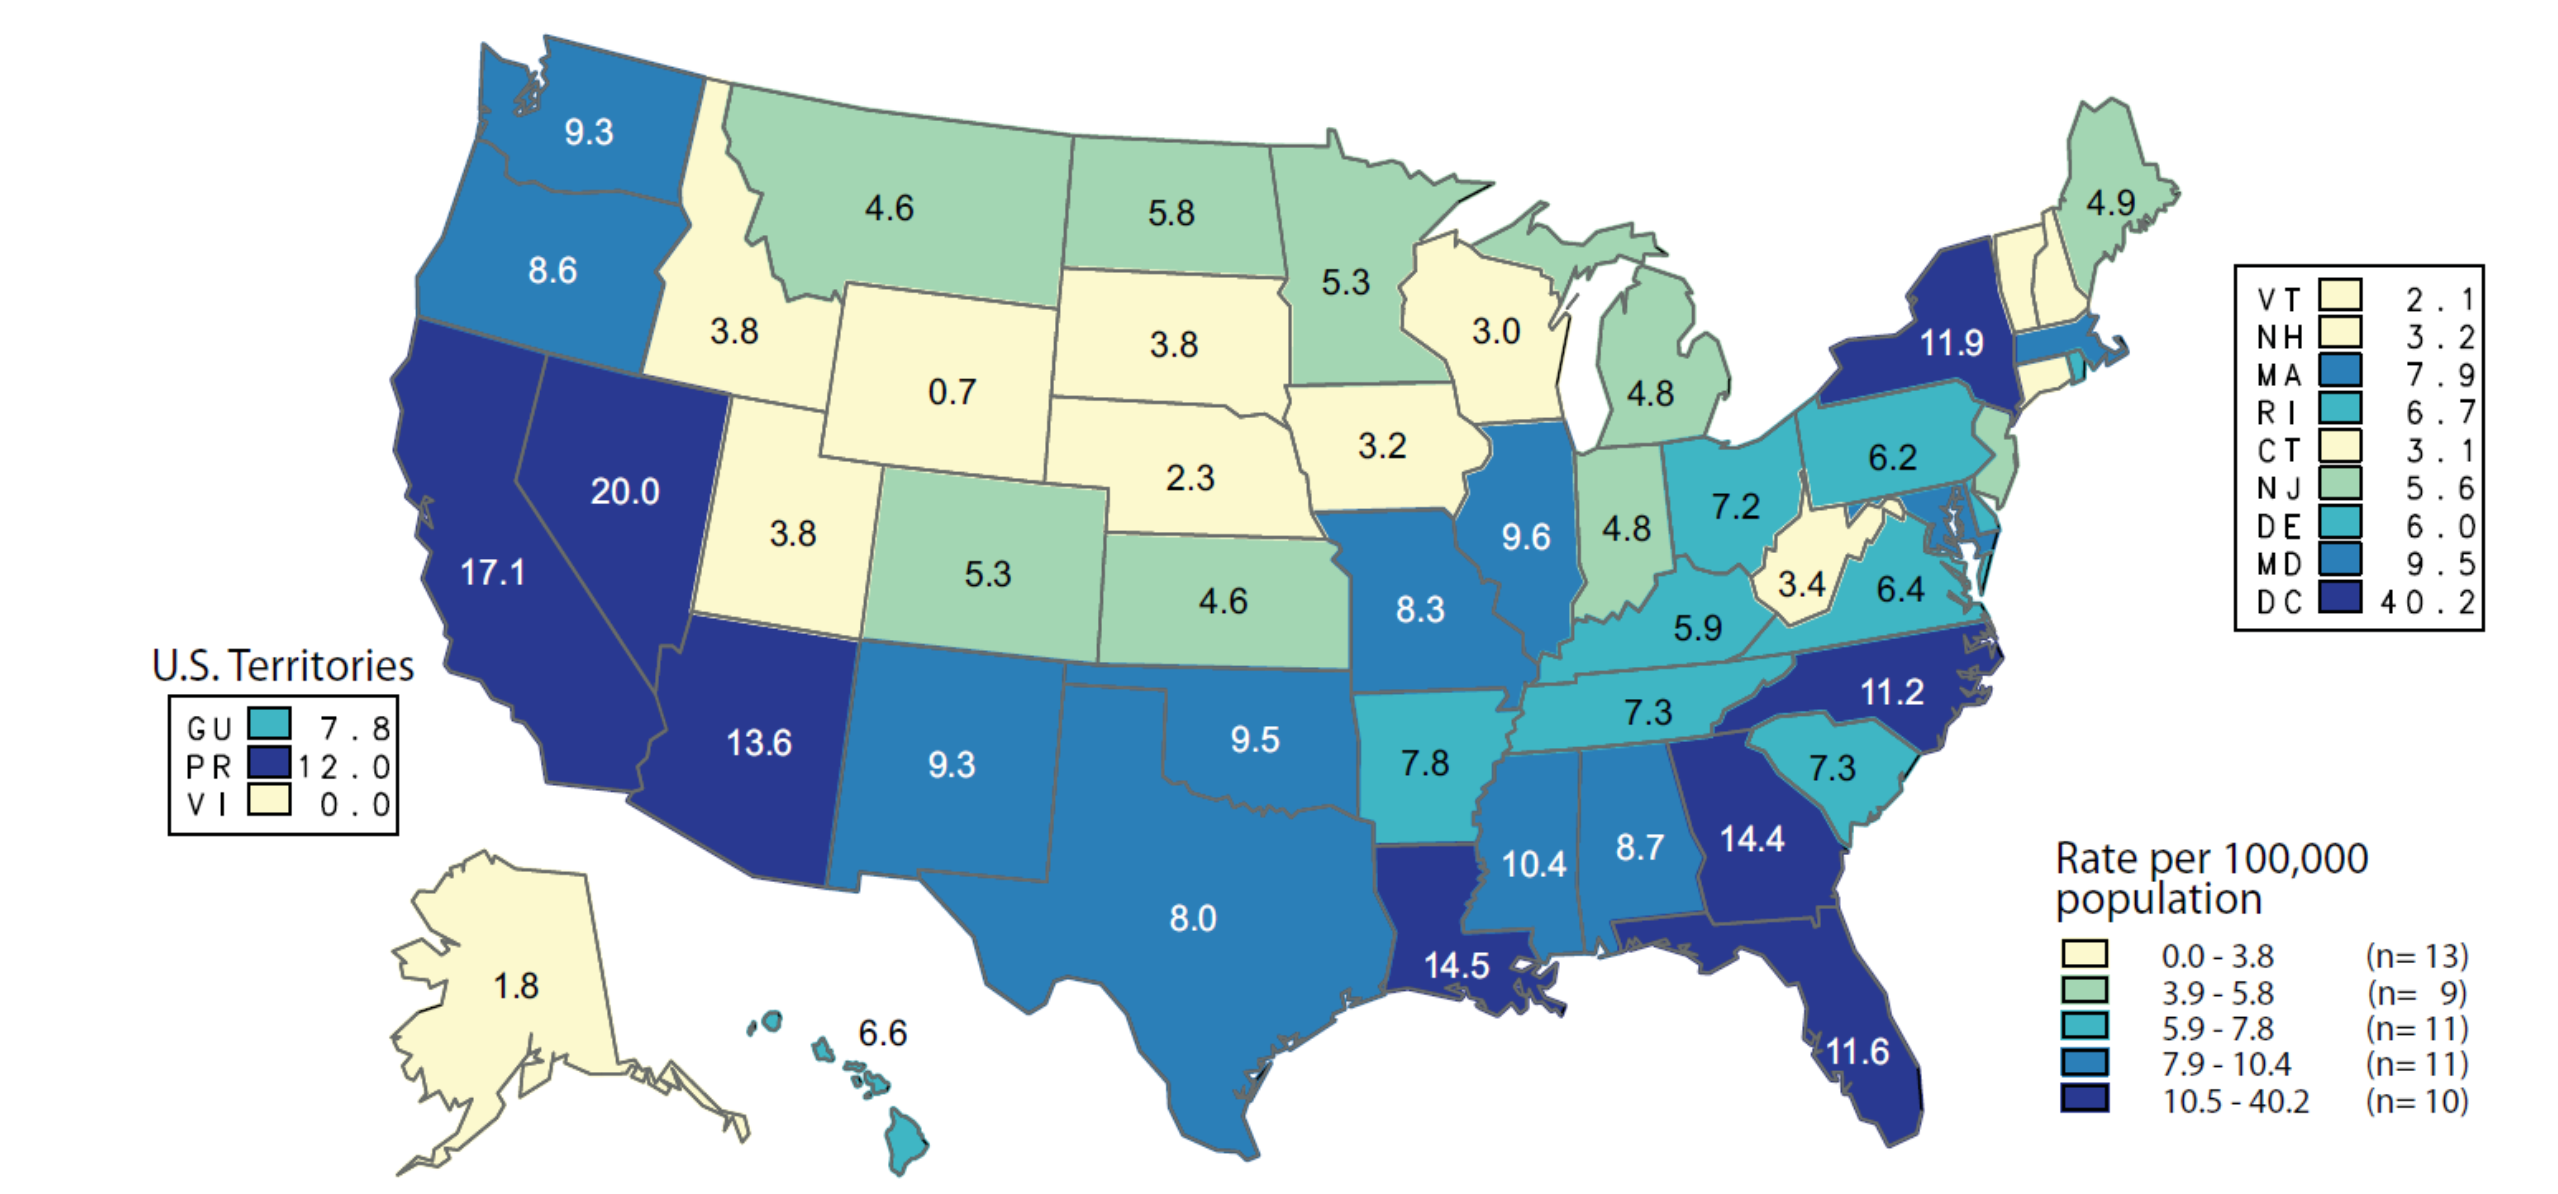 9.3
4.6
5.8
4.9
8.6
5.3
3.8
3.8
3.0
11.9
0.7
4.8
3.2
6.2
20.0
2.3
7.2
3.8
9.6
4.8
17.1
5.3
4.6
8.3
3.4
6.4
5.9
11.2
7.3
13.6
9.3
9.5
7.8
7.3
14.4
8.7
10.4
8.0
14.5
11.6
1.8
6.6
VT 2.1
NH 3.2
MA 7.9
RI 6.7
CT 3.1
NJ 5.6
DE 6.0
MD 9.5
DC 40.2
U.S. Territories
GU 7.8
PR 12.0
VI 0.0
Rate per 100,000
population
0.0 - 3.8 (n= 13)
3.9 - 5.8 (n= 9)
5.9 - 7.8 (n= 11)
7.9 - 10.4 (n= 11)
10.5 - 40.2 (n= 10)